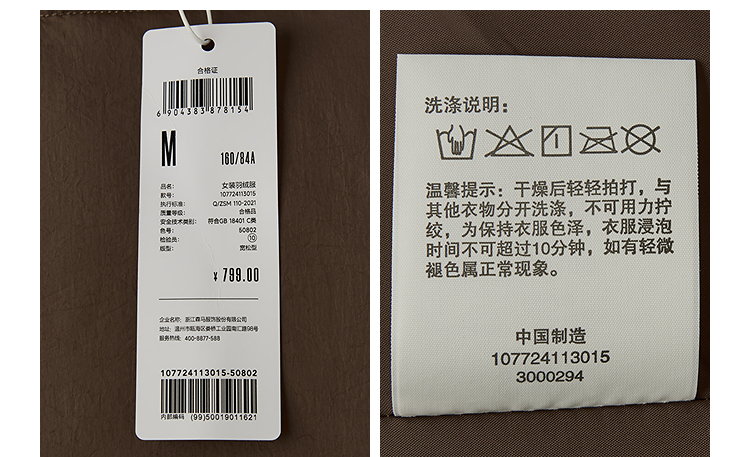 合格证
6 904383 878154
M
160/84A
品名: 女装羽绒服
款号: 107724113015
执行标准: Q/ZSM 110-2021
质量等级: 合格品
安全技术类别: 符合GB 18401 C类
色号: 50802
检验员: 10
版型: 宽松型
¥ 799.00
企业名称: 浙江森马服饰股份有限公司
地址: 温州市瓯海区娄桥工业园南汇路98号
服务热线: 400-8877-588
107724113015-50802
内部编码 (99)50019011621
洗涤说明:
温馨提示: 干燥后轻轻拍打, 与
其他衣物分开洗涤, 不可用力拧
绞, 为保持衣服色泽, 衣服浸泡
时间不可超过10分钟, 如有轻微
褪色属正常现象。
中国制造
107724113015
3000294